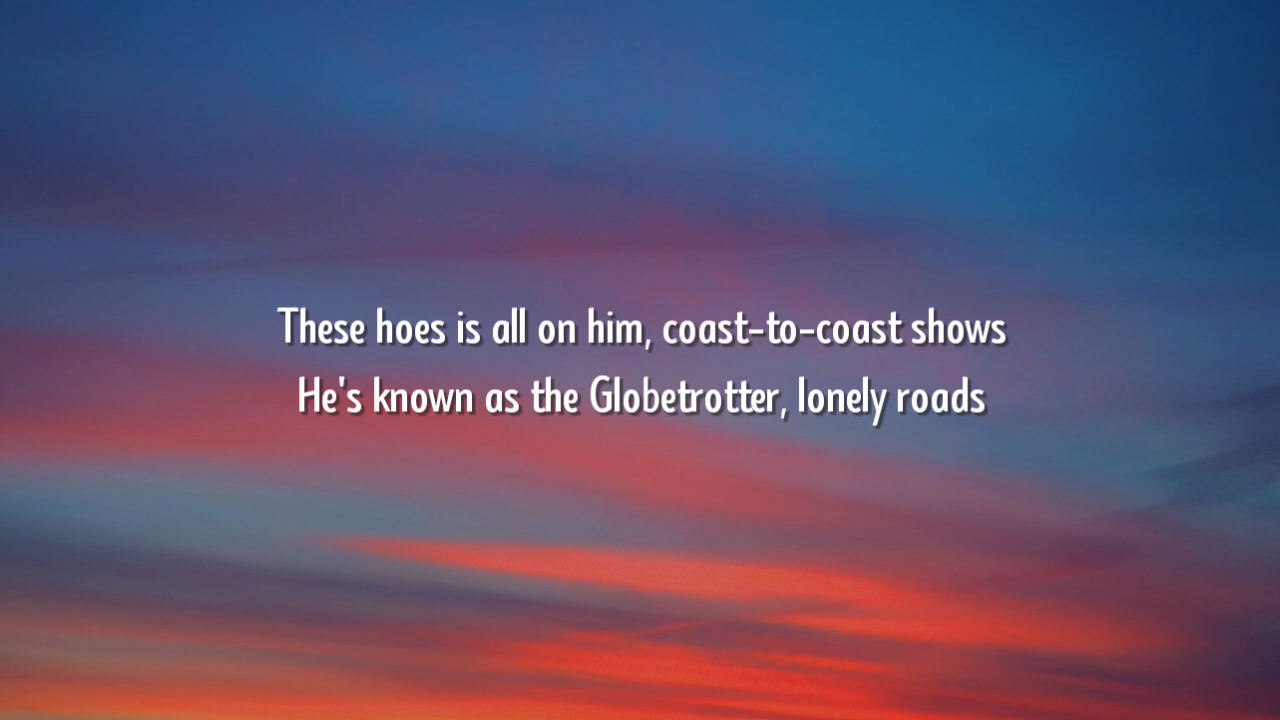 These hoes is all on him, coast-to-coast shows
He's known as the Globetrotter, lonely roads